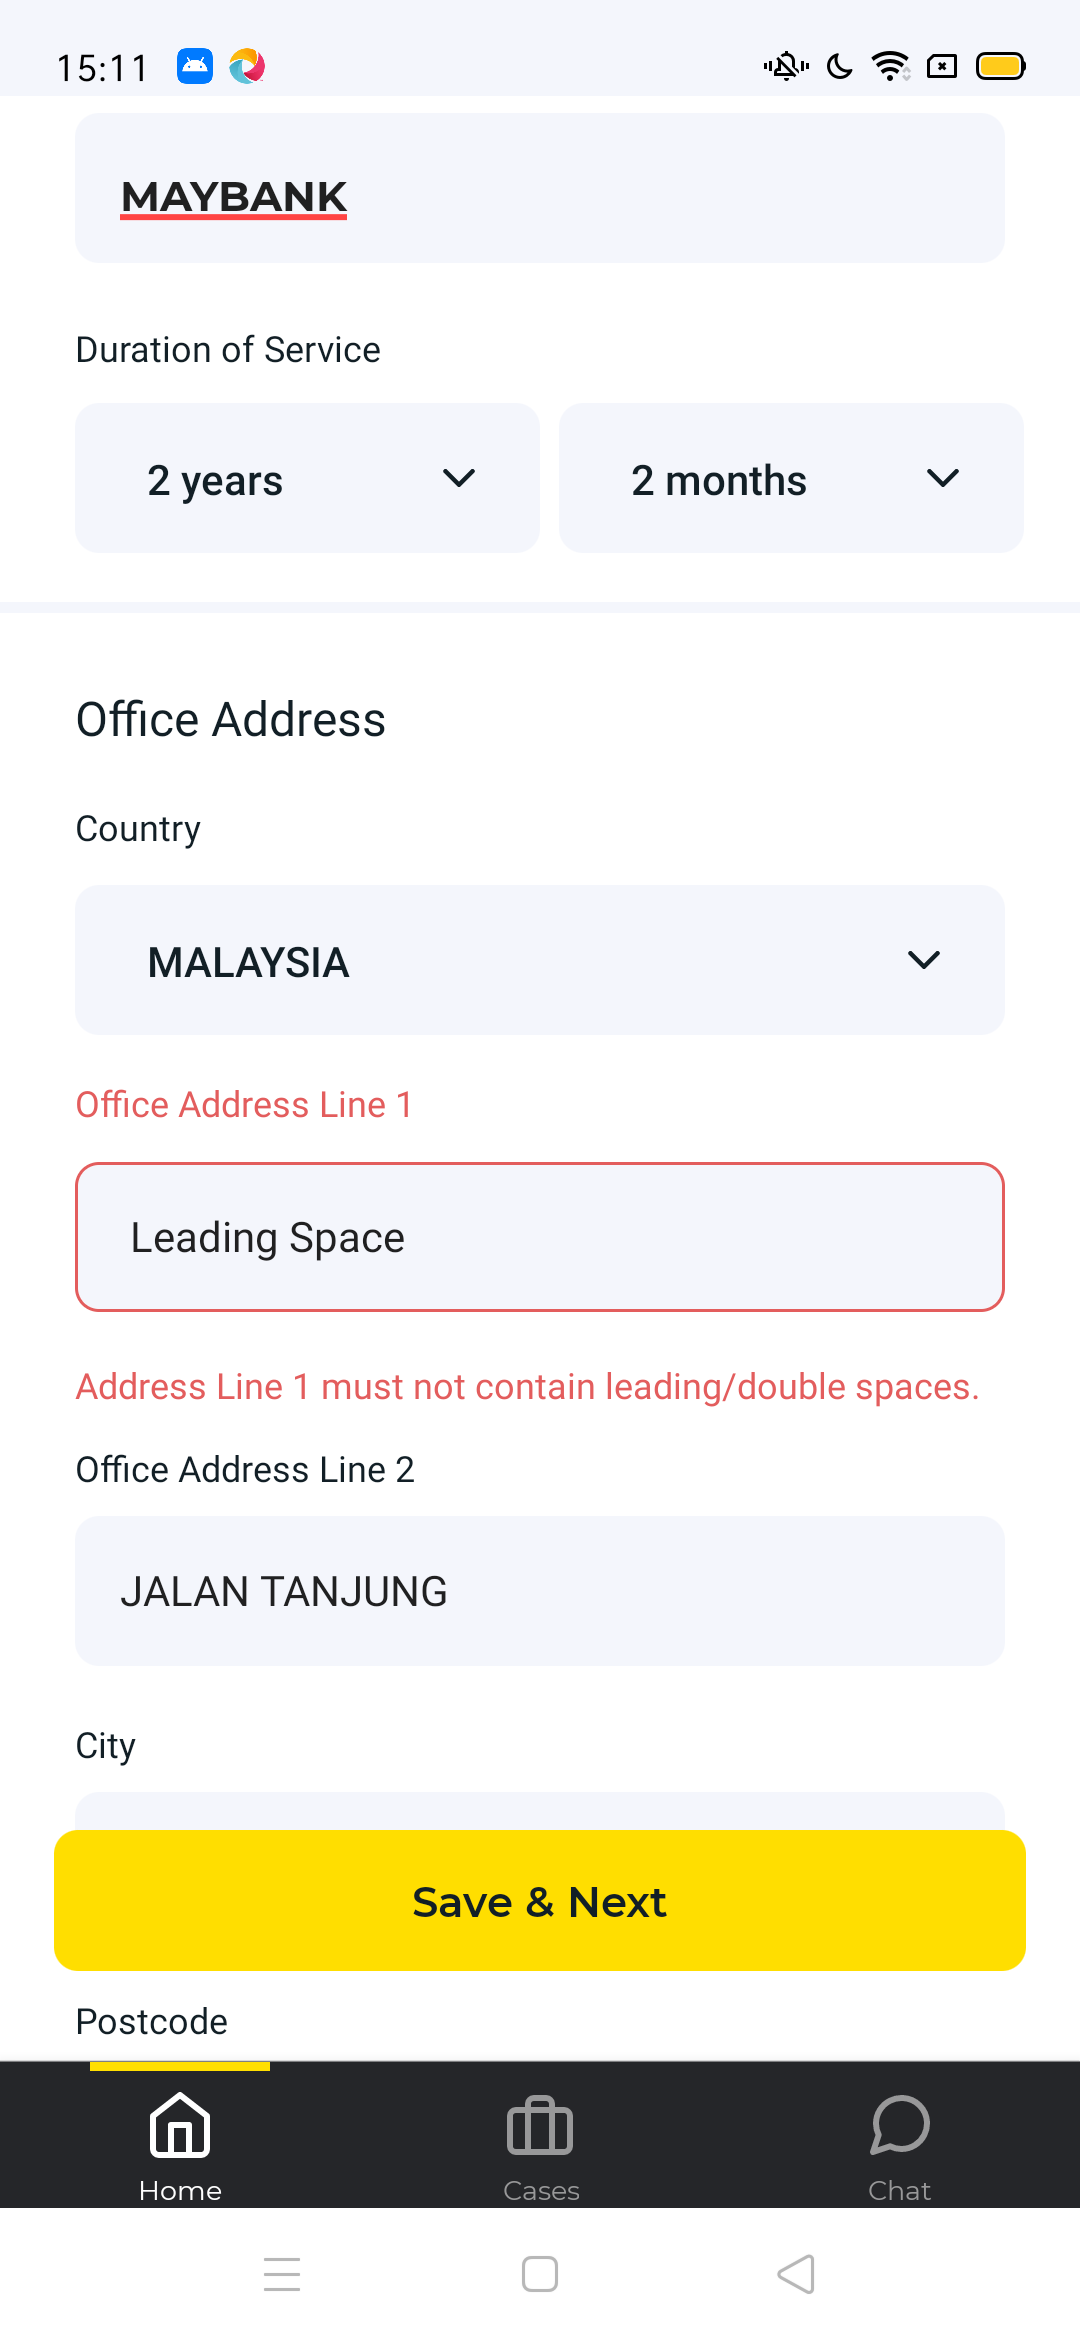 15:11
MAYBANK
Duration of Service
2 years
2 months
Office Address
Country
MALAYSIA
Office Address Line 1
Leading Space
Address Line 1 must not contain leading/double spaces.
Office Address Line 2
JALAN TANJUNG
City
Save & Next
Postcode
Home
Cases
Chat